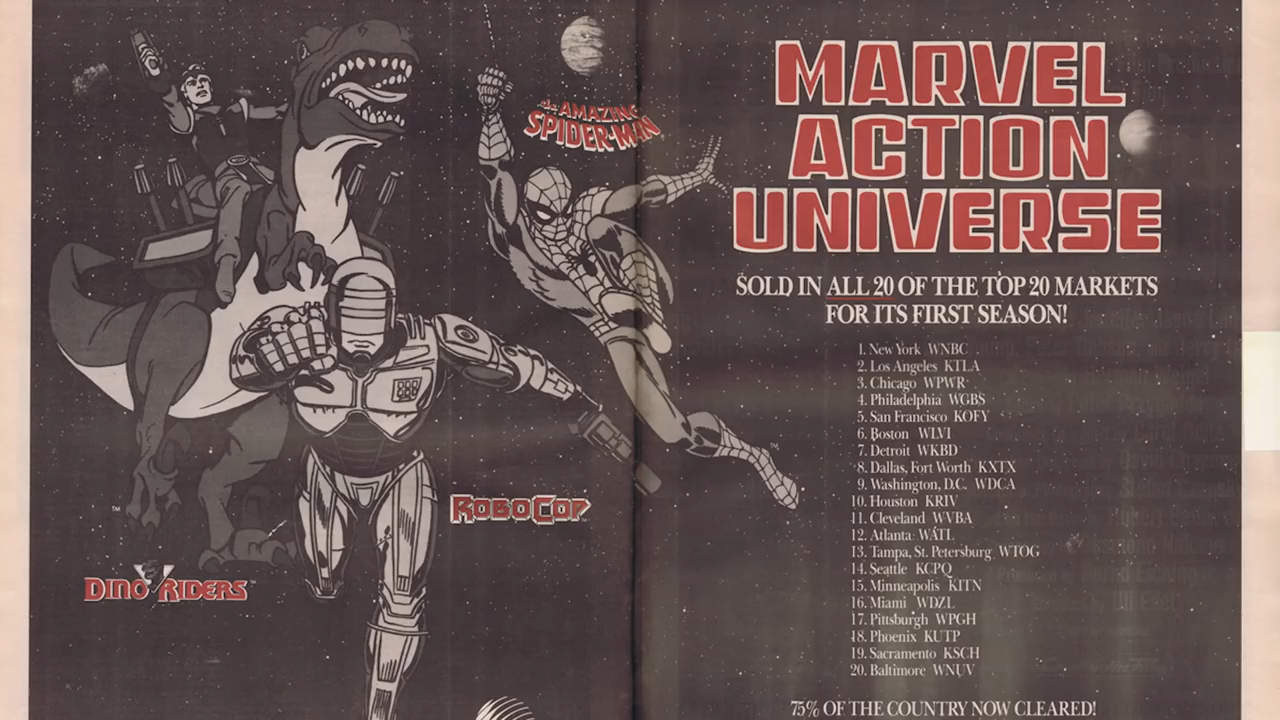 the AMAZING
SPIDER-MAN
ROBOCOP™
DINO RIDERS™
TM
TM
MARVEL
ACTION
UNIVERSE
SOLD IN ALL 20 OF THE TOP 20 MARKETS
FOR ITS FIRST SEASON!
1. New York WNBC
2. Los Angeles KTLA
3. Chicago WPWR
4. Philadelphia WGBS
5. San Francisco KOFY
6. Boston WLVI
7. Detroit WKBD
8. Dallas, Fort Worth KXTX
9. Washington, D.C. WDCA
10. Houston KRIV
11. Cleveland WVBA
12. Atlanta WATL
13. Tampa, St. Petersburg WTOG
14. Seattle KCPQ
15. Minneapolis KITN
16. Miami WDZL
17. Pittsburgh WPGH
18. Phoenix KUTP
19. Sacramento KSCH
20. Baltimore WNUV
75% OF THE COUNTRY NOW CLEARED!